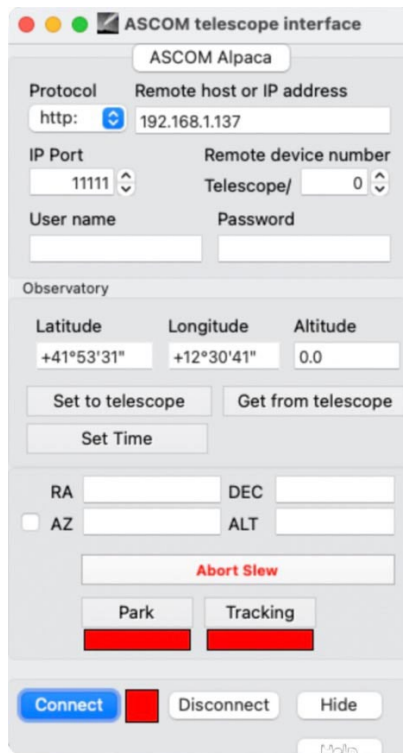 ASCOM telescope interface
ASCOM Alpaca
Protocol Remote host or IP address
http: 192.168.1.137
IP Port Remote device number
11111 Telescope/ 0
User name Password
Observatory
Latitude Longitude Altitude
+41°53'31" +12°30'41" 0.0
Set to telescope Get from telescope
Set Time
RA DEC
AZ ALT
Abort Slew
Park Tracking
Connect Disconnect Hide
Help